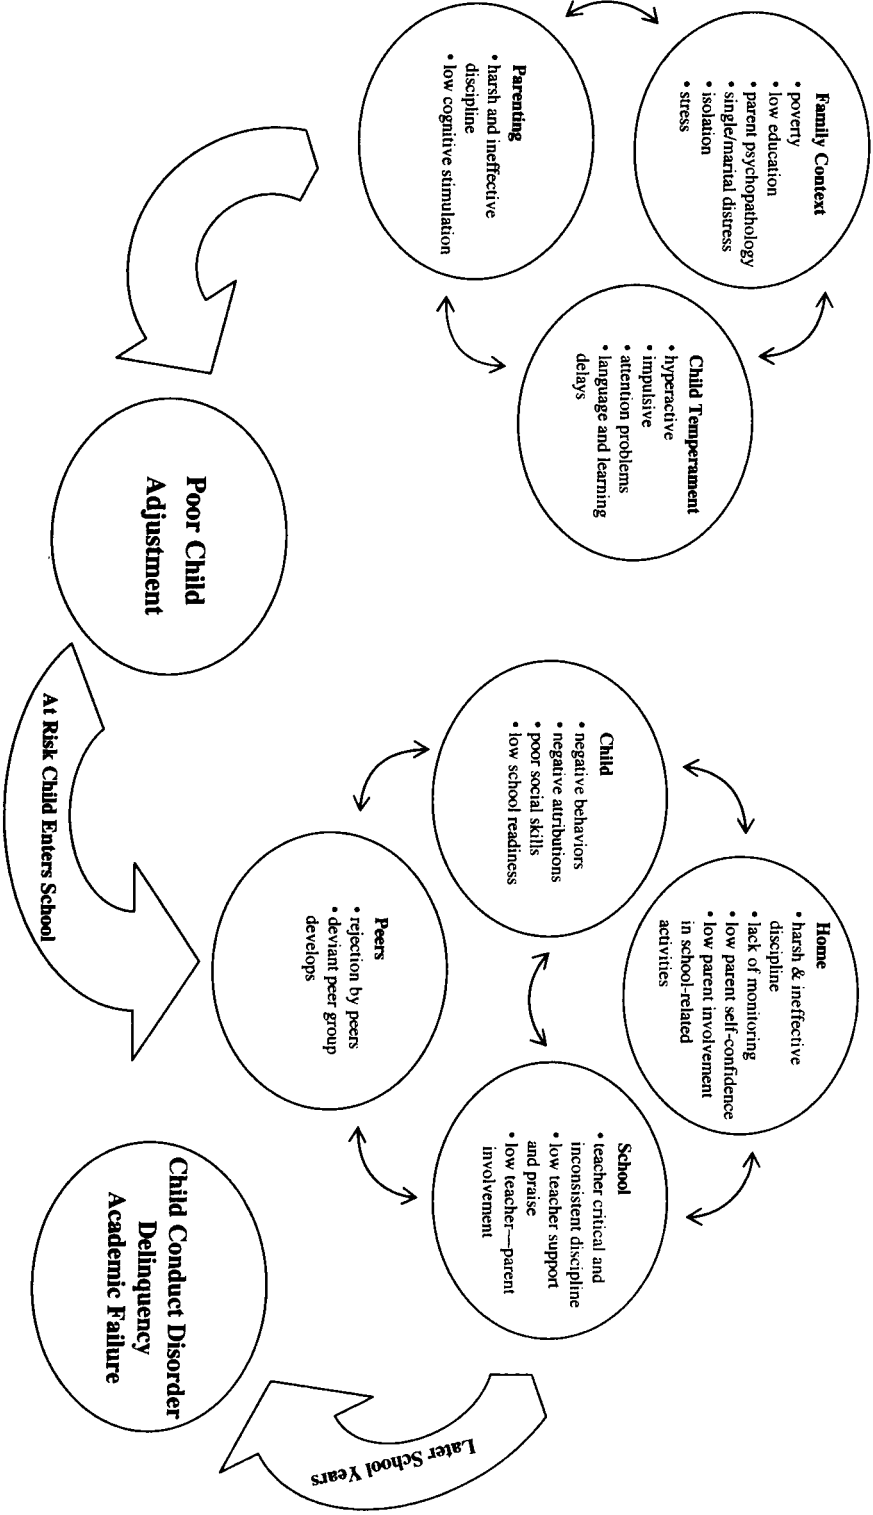 Family Context
• poverty
• low education
• parent psychopathology
• single/marital distress
• isolation
• stress
Parenting
• harsh and ineffective
discipline
• low cognitive stimulation
Child Temperament
• hyperactive
• impulsive
• attention problems
• language and learning
delays
Poor Child
Adjustment
At Risk Child Enters School
Home
• harsh & ineffective
discipline
• lack of monitoring
• low parent self-confidence
• low parent involvement
in school-related
activities
Child
• negative behaviors
• negative attributions
• poor social skills
• low school readiness
School
• teacher critical and
inconsistent discipline
• low teacher support
and praise
• low teacher—parent
involvement
Peers
• rejection by peers
• deviant peer group
develops
Later School Years
Child Conduct Disorder
Delinquency
Academic Failure